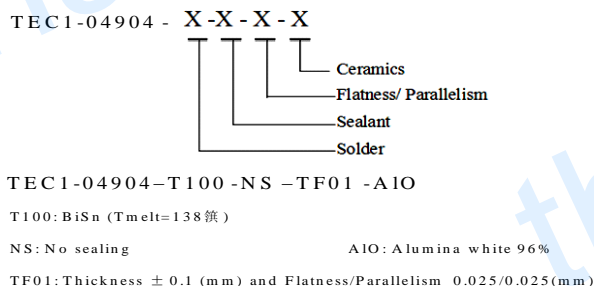 TEC1-04904 - X -X - X - X
Ceramics
Flatness/ Parallelism
Sealant
Solder
TEC1-04904–T100 -NS –TF01 -AlO
T100: BiSn (Tmelt=138 篊 )
NS: No sealing AlO: Alumina white 96%
TF01: Thickness ± 0.1 (mm) and Flatness/Parallelism 0.025/0.025(mm)